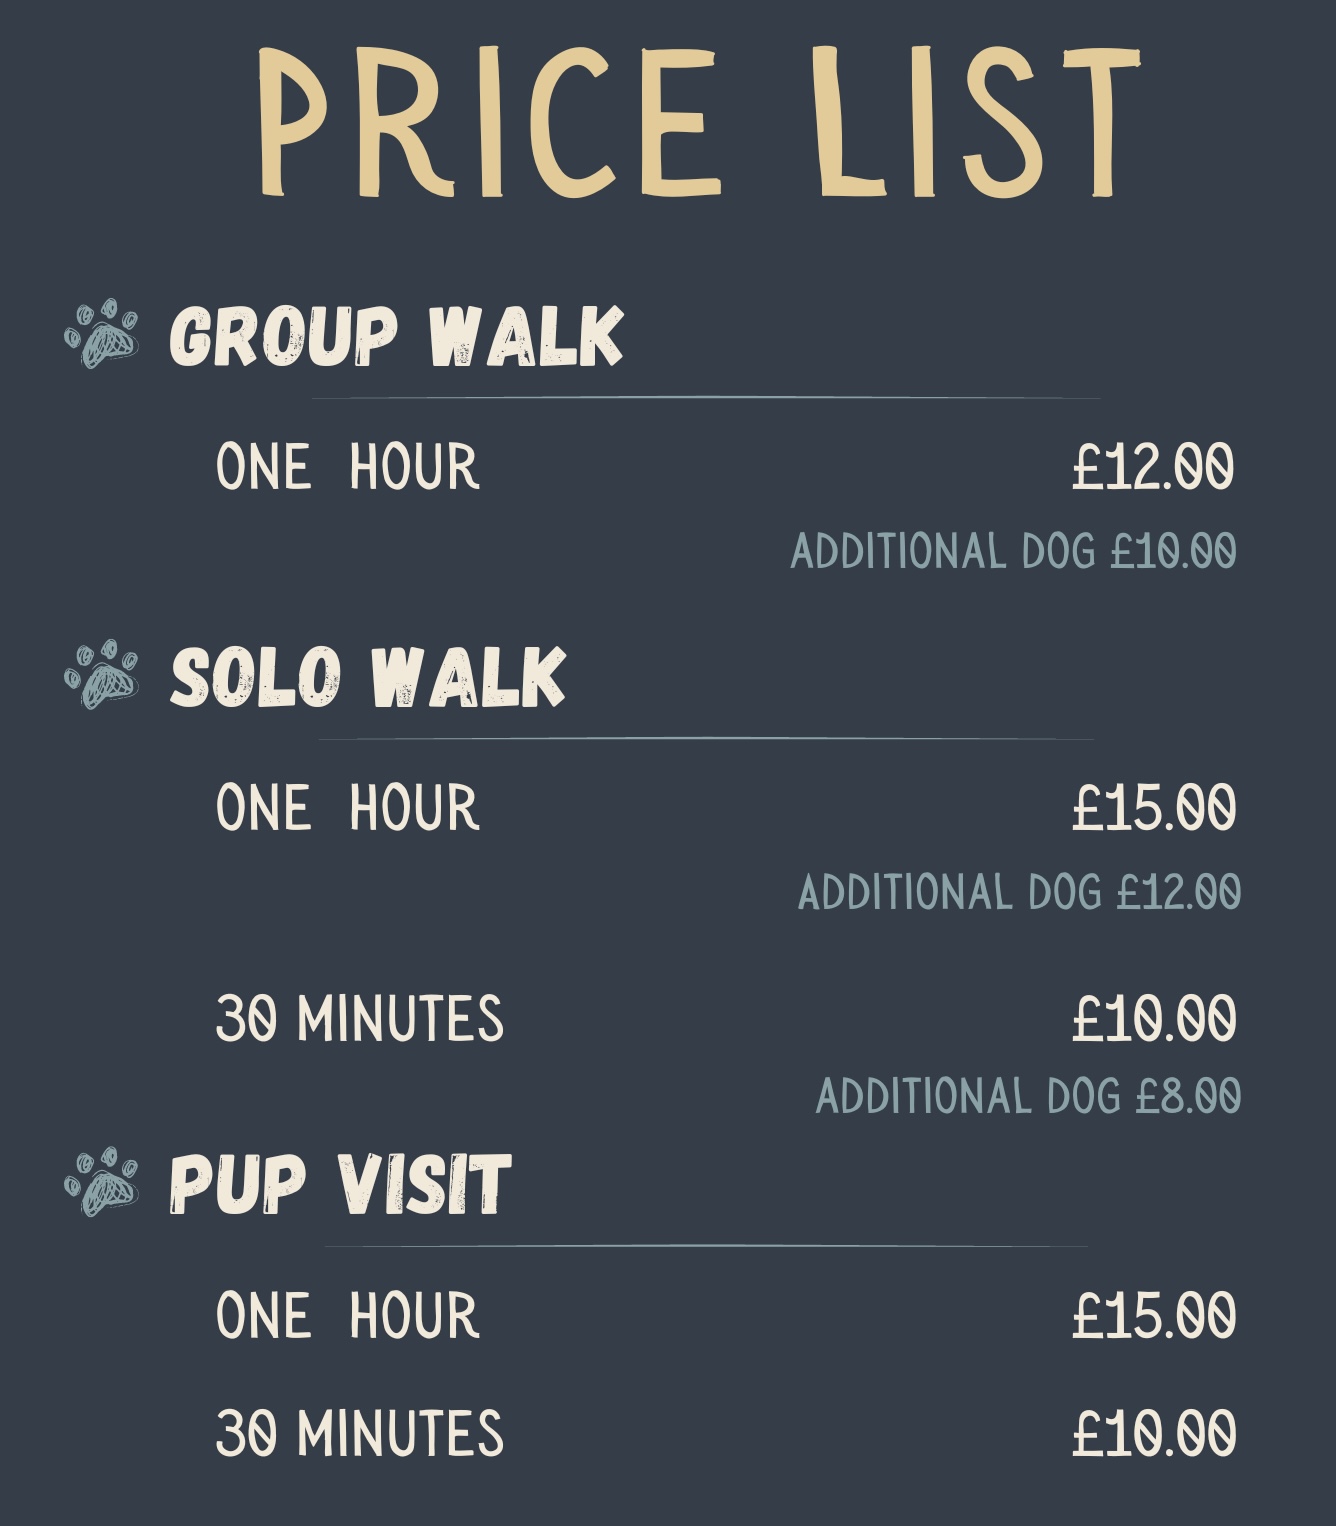 PRICE LIST
GROUP WALK
ONE HOUR £12.00
ADDITIONAL DOG £10.00
SOLO WALK
ONE HOUR £15.00
ADDITIONAL DOG £12.00
30 MINUTES £10.00
ADDITIONAL DOG £8.00
PUP VISIT
ONE HOUR £15.00
30 MINUTES £10.00